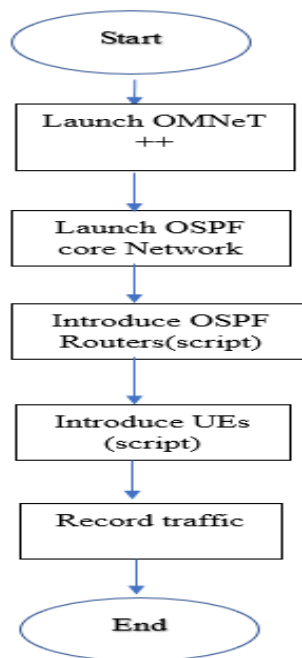 Start
Launch OMNeT
++
Launch OSPF
core Network
Introduce OSPF
Routers(script)
Introduce UEs
(script)
Record traffic
End